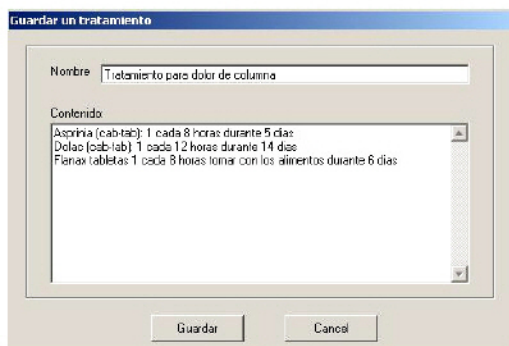 Guardar un tratamiento
Nombre Tratamiento para dolor de columna
Contenido:
Asprinia (cab-tab): 1 cada 8 horas durante 5 dias
Dolac (cab-tab): 1 cada 12 horas durante 14 dias
Flanax tabletas 1 cada 8 horas tomar con los alimentos durante 6 dias
Guardar Cancel